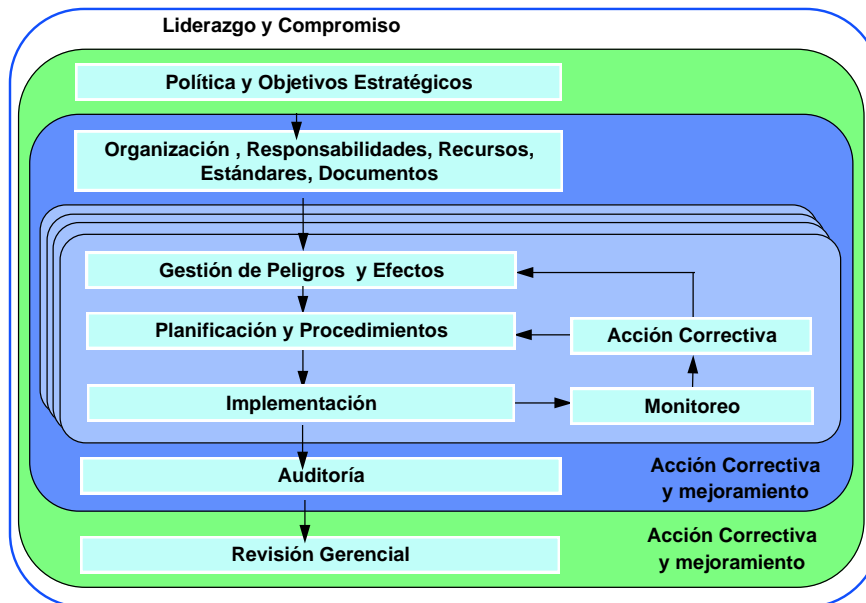 Liderazgo y Compromiso
Política y Objetivos Estratégicos
Organización , Responsabilidades, Recursos,
Estándares, Documentos
Gestión de Peligros y Efectos
Planificación y Procedimientos
Acción Correctiva
Implementación
Monitoreo
Auditoría
Acción Correctiva
y mejoramiento
Revisión Gerencial
Acción Correctiva
y mejoramiento